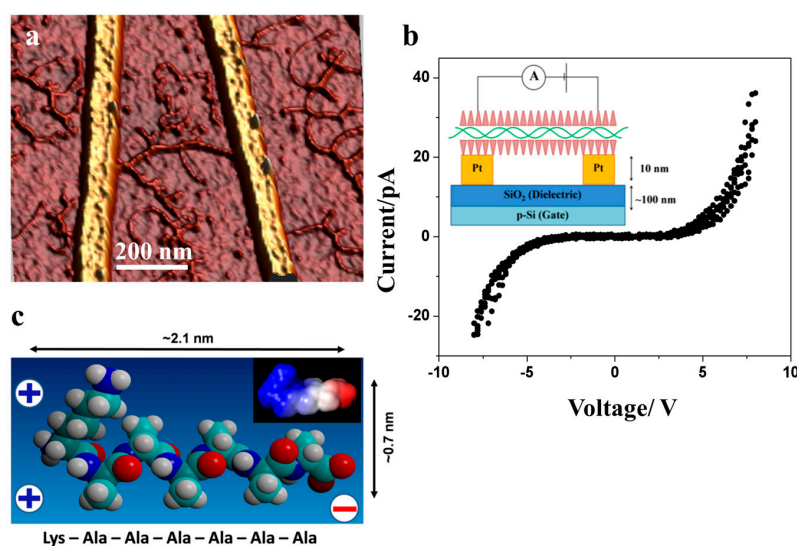 a
200 nm
b
Current/pA
40
20
0
-20
-10
-5
0
5
10
Voltage/ V
A
Pt
Pt
10 nm
SiO₂ (Dielectric)
~100 nm
p-Si (Gate)
c
~2.1 nm
~0.7 nm
+
+
−
Lys – Ala – Ala – Ala – Ala – Ala – Ala